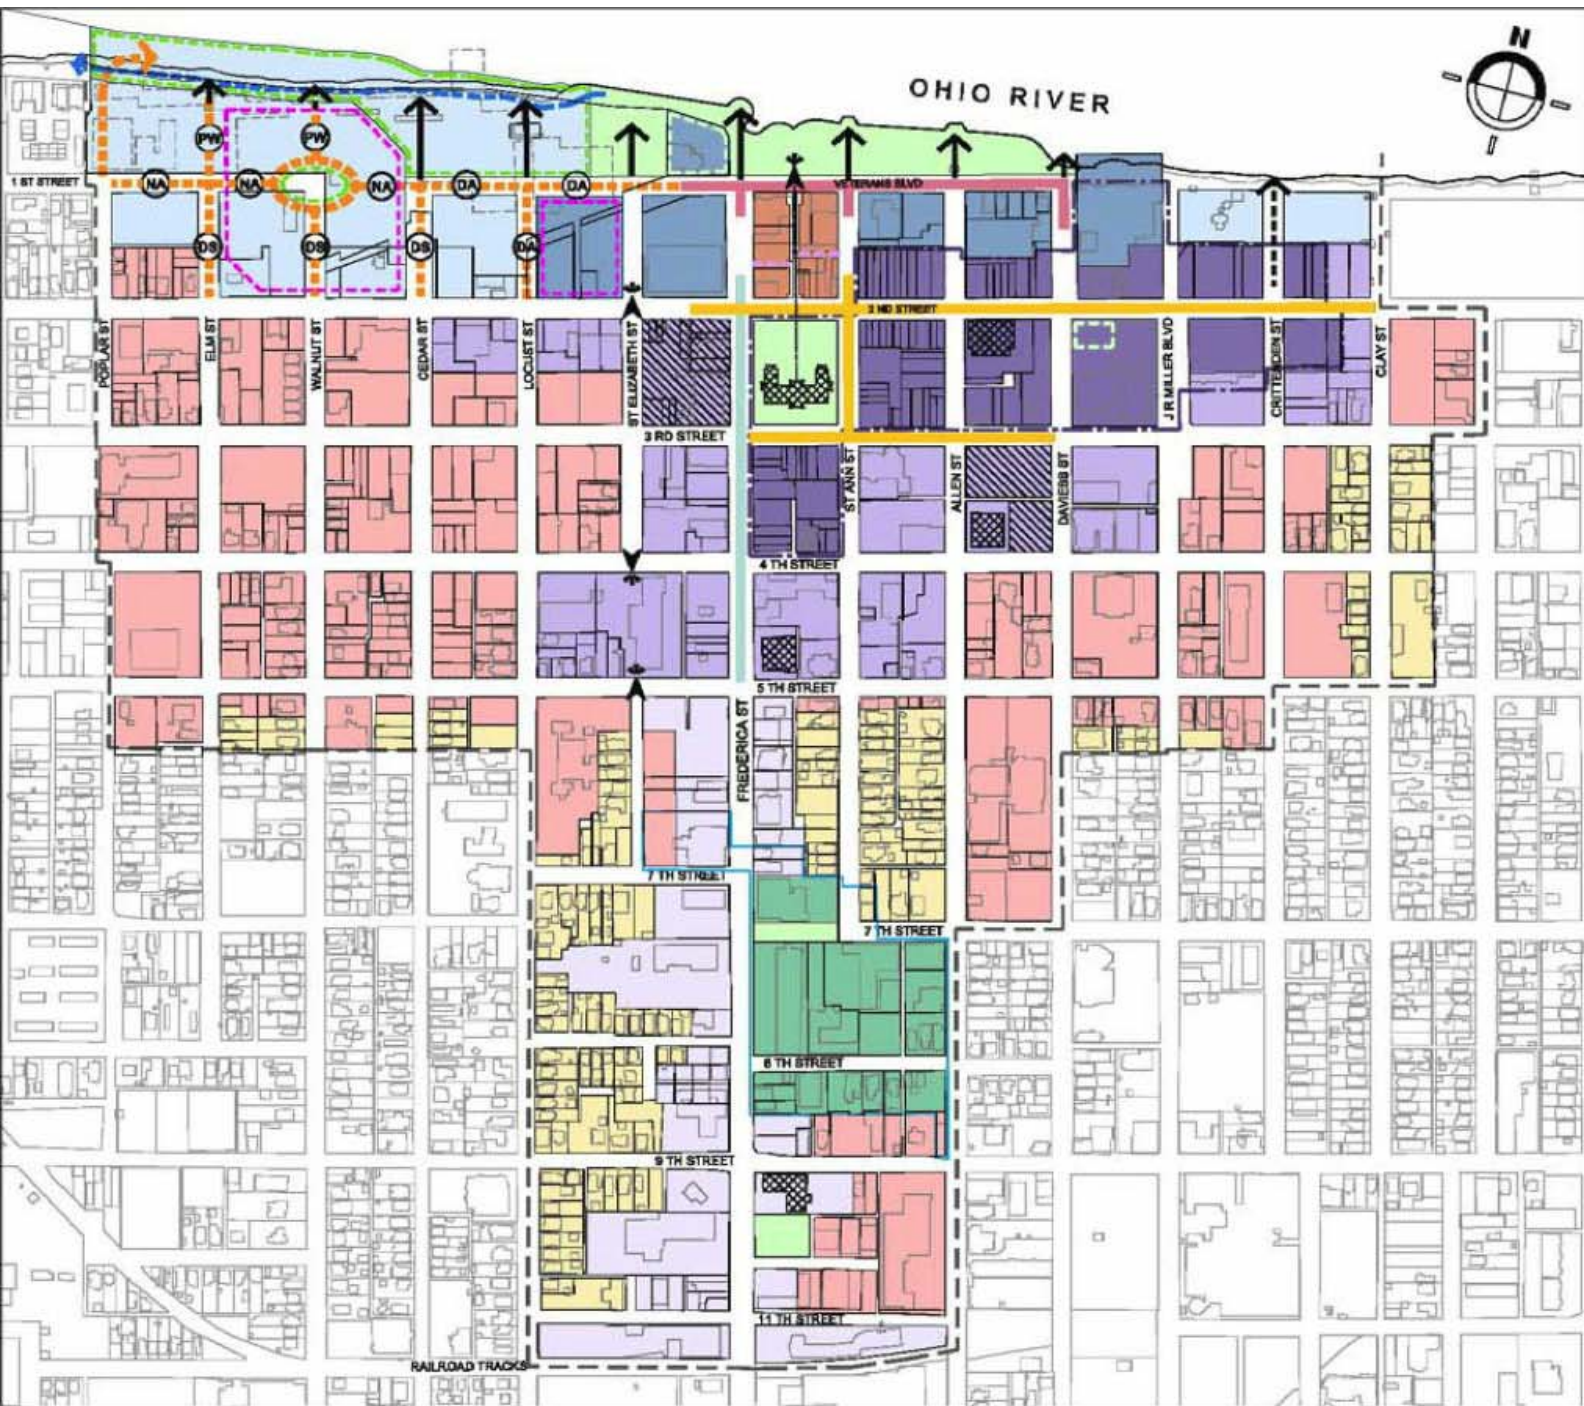 N
OHIO RIVER
PW
PW
1 ST STREET
NA
NA
NA
DA
DA
VETERANS BLVD
DS
DS
DS
DA
2 ND STREET
POPLAR ST
ELM ST
WALNUT ST
CEDAR ST
LOCUST ST
ST ELIZABETH ST
J R MILLER BLVD
CRITTENDEN ST
CLAY ST
3 RD STREET
ST ANN ST
ALLEN ST
DAVIESS ST
4 TH STREET
5 TH STREET
FREDERICA ST
7 TH STREET
7 TH STREET
8 TH STREET
9 TH STREET
11 TH STREET
RAILROAD TRACKS